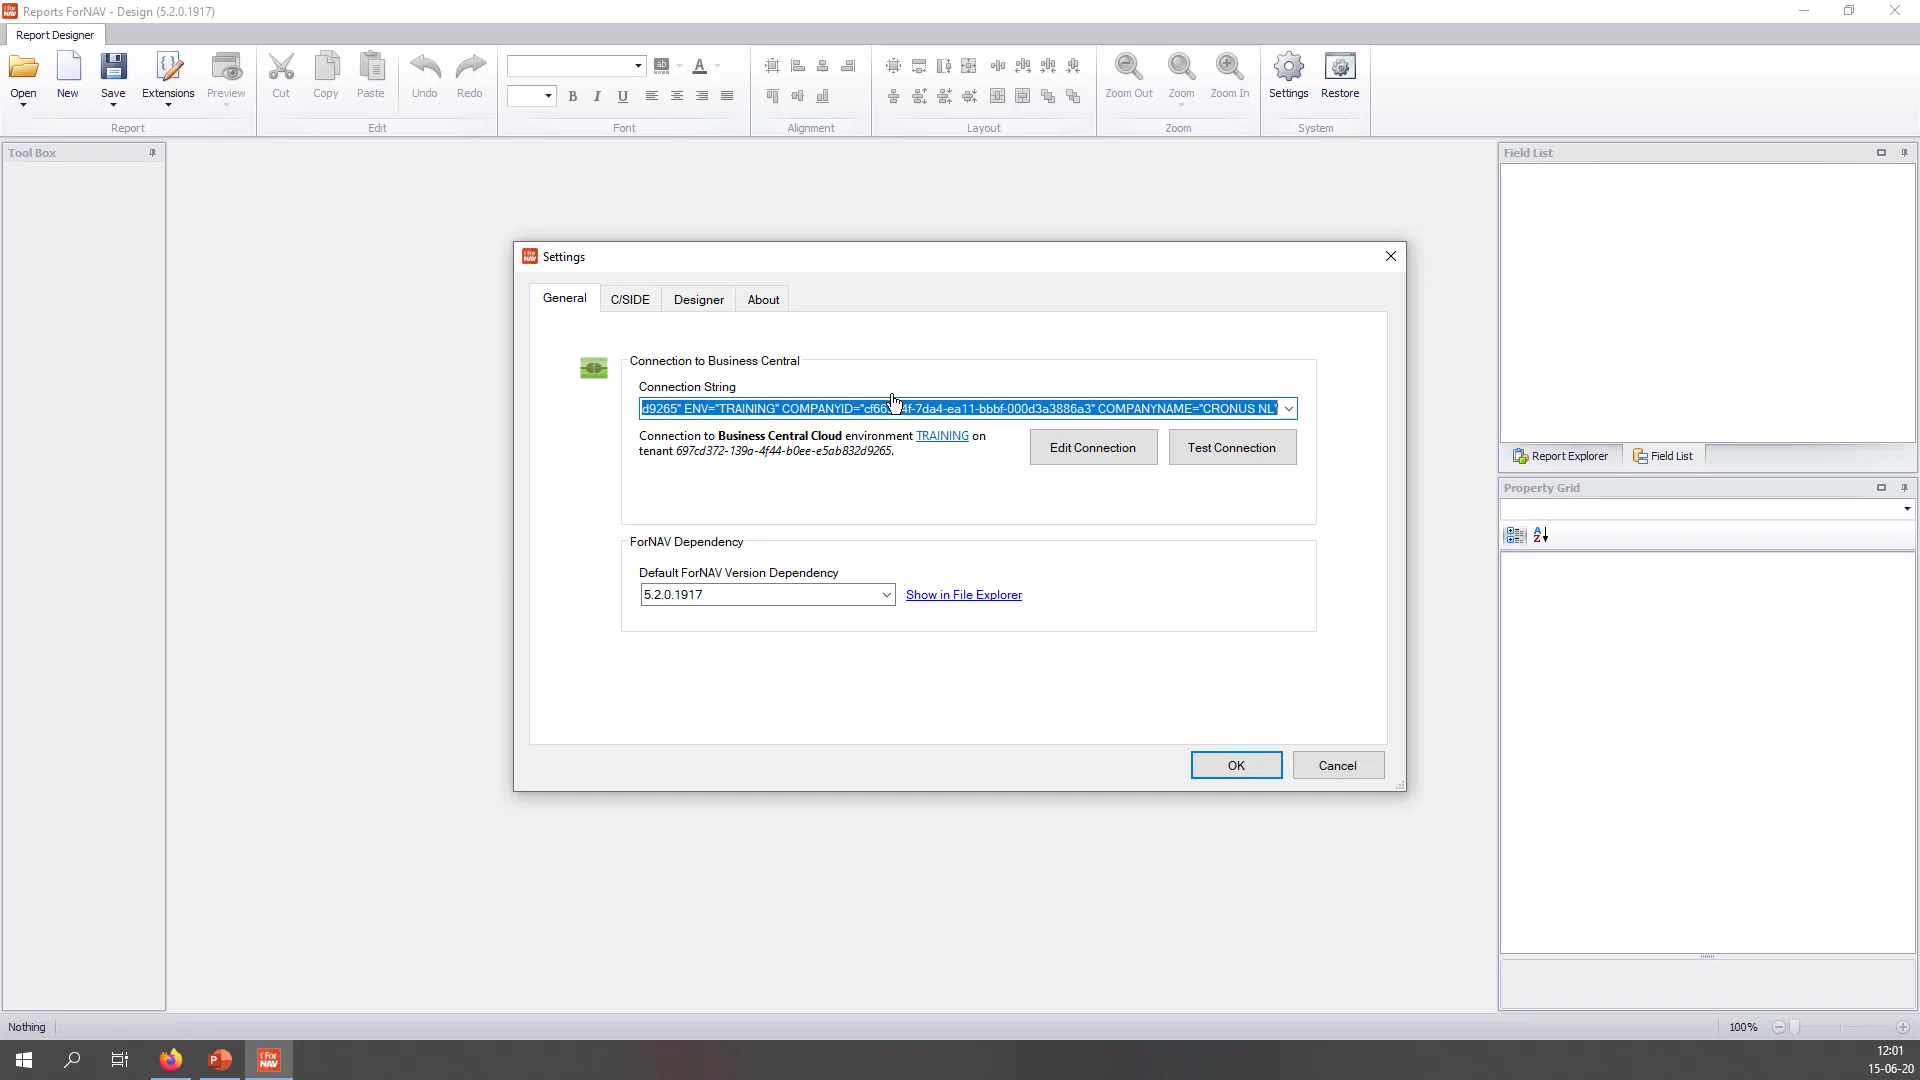 Reports ForNAV - Design (5.2.0.1917)
Report Designer
Open
New
Save
Extensions
Preview
Cut
Copy
Paste
Undo
Redo
Zoom Out
Zoom
Zoom In
Settings
Restore
Report
Edit
Font
Alignment
Layout
Zoom
System
Tool Box
Field List
Settings
General
C/SIDE
Designer
About
Connection to Business Central
Connection String
d9265" ENV="TRAINING" COMPANYID= 4f-7da4-ea11-bbbf-000d3a3886a3" COMPANYNAME="CRONUS NL"
Connection to Business Central Cloud environment TRAINING on
tenant 697cd372-139a-4f44-b0ee-e5ab832d9265.
Edit Connection
Test Connection
ForNAV Dependency
Default ForNAV Version Dependency
5.2.0.1917
Show in File Explorer
OK
Cancel
Report Explorer
Field List
Property Grid
Nothing
100%
12:01
15-06-20